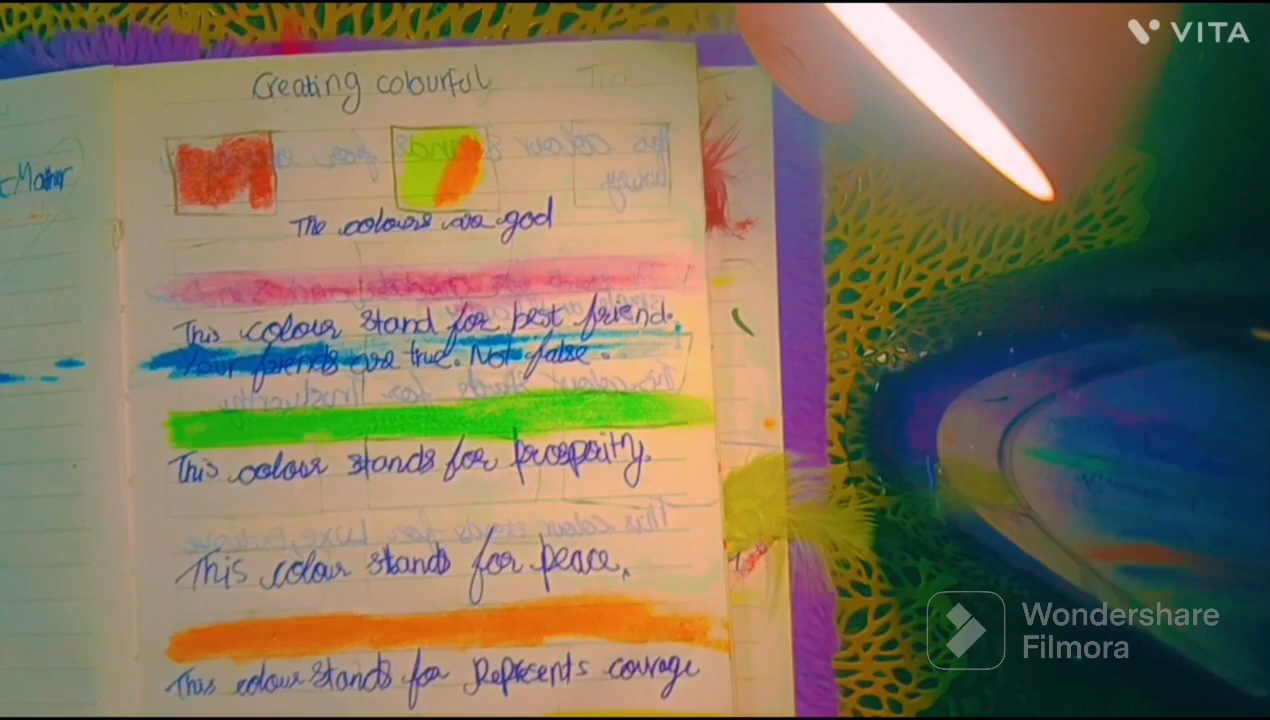 VITA
Creating colourful
t-Mother
The colours are god
This colour stand for best friend.
Your friends are true. Not false.
This colour stands for prosperity.
This colour stands for peace.
This colour stands for Represents courage
Wondershare
Filmora